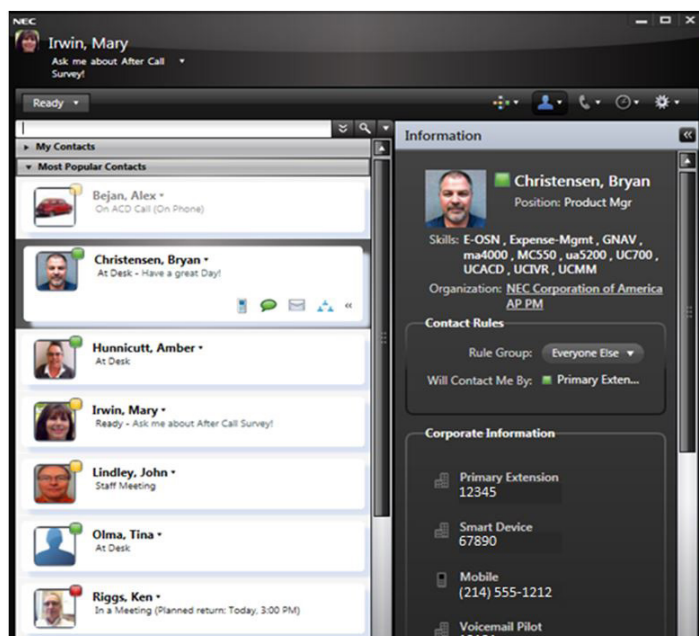 NEC
Irwin, Mary
Ask me about After Call
Survey!
Ready
My Contacts
Most Popular Contacts
Bejan, Alex
On ACD Call (On Phone)
Christensen, Bryan
At Desk - Have a great Day!
Hunnicutt, Amber
At Desk
Irwin, Mary
Ready - Ask me about After Call Survey!
Lindley, John
Staff Meeting
Olma, Tina
At Desk
Riggs, Ken
In a Meeting (Planned return: Today, 3:00 PM)
Information
Christensen, Bryan
Position: Product Mgr
Skills: E-OSN , Expense-Mgmt , GNAV ,
ma4000 , MC550 , ua5200 , UC700 ,
UCACD , UCIVR , UCMM
Organization: NEC Corporation of America
AP PM
Contact Rules
Rule Group: Everyone Else
Will Contact Me By: Primary Exten...
Corporate Information
Primary Extension
12345
Smart Device
67890
Mobile
(214) 555-1212
Voicemail Pilot